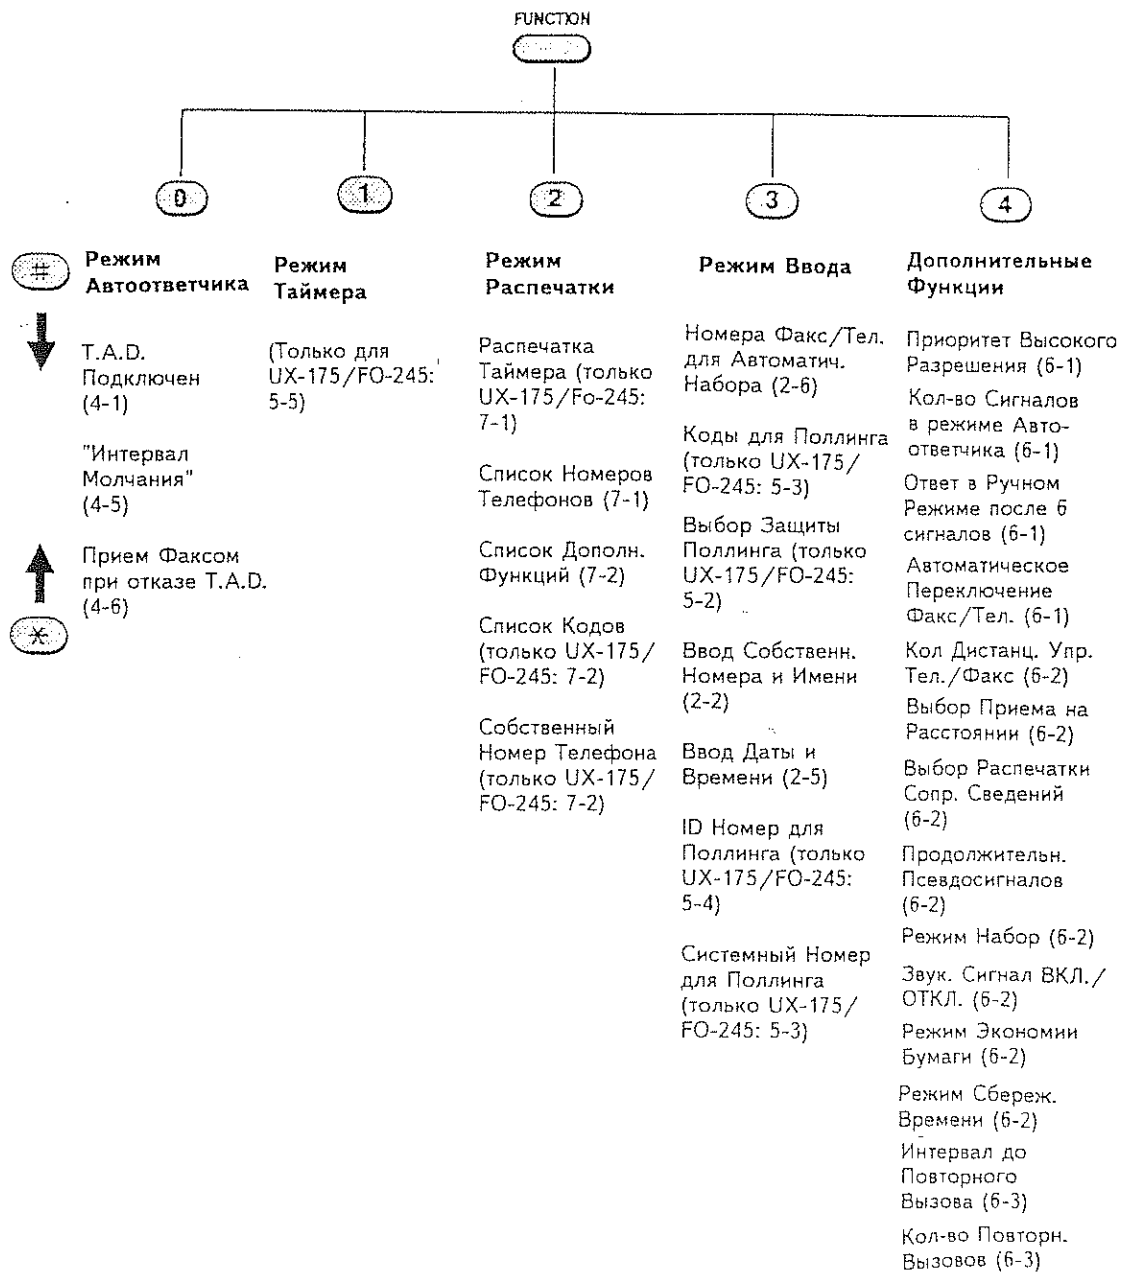 FUNCTION
0
1
2
3
4
#
Режим
Автоответчика
T.A.D.
Подключен
(4-1)
"Интервал
Молчания"
(4-5)
Прием Факсом
при отказе T.A.D.
(4-6)
*
Режим
Таймера
(Только для
UX-175/FO-245:
5-5)
Режим
Распечатки
Распечатка
Таймера (только
UX-175/Fo-245:
7-1)
Список Номеров
Телефонов (7-1)
Список Дополн.
Функций (7-2)
Список Кодов
(только UX-175/
FO-245: 7-2)
Собственный
Номер Телефона
(только UX-175/
FO-245: 7-2)
Режим Ввода
Номера Факс/Тел.
для Автоматич.
Набора (2-6)
Коды для Поллинга
(только UX-175/
FO-245: 5-3)
Выбор Защиты
Поллинга (только
UX-175/FO-245:
5-2)
Ввод Собственн.
Номера и Имени
(2-2)
Ввод Даты и
Времени (2-5)
ID Номер для
Поллинга (только
UX-175/FO-245:
5-4)
Системный Номер
для Поллинга
(только UX-175/
FO-245: 5-3)
Дополнительные
Функции
Приоритет Высокого
Разрешения (6-1)
Кол-во Сигналов
в режиме Авто-
ответчика (6-1)
Ответ в Ручном
Режиме после 6
сигналов (6-1)
Автоматическое
Переключение
Факс/Тел. (6-1)
Кол Дистанц. Упр.
Тел./Факс (6-2)
Выбор Приема на
Расстоянии (6-2)
Выбор Распечатки
Сопр. Сведений
(6-2)
Продолжительн.
Псевдосигналов
(6-2)
Режим Набор (6-2)
Звук. Сигнал ВКЛ./
ОТКЛ. (6-2)
Режим Экономии
Бумаги (6-2)
Режим Сбереж.
Времени (6-2)
Интервал до
Повторного
Вызова (6-3)
Кол-во Повторн.
Вызовов (6-3)